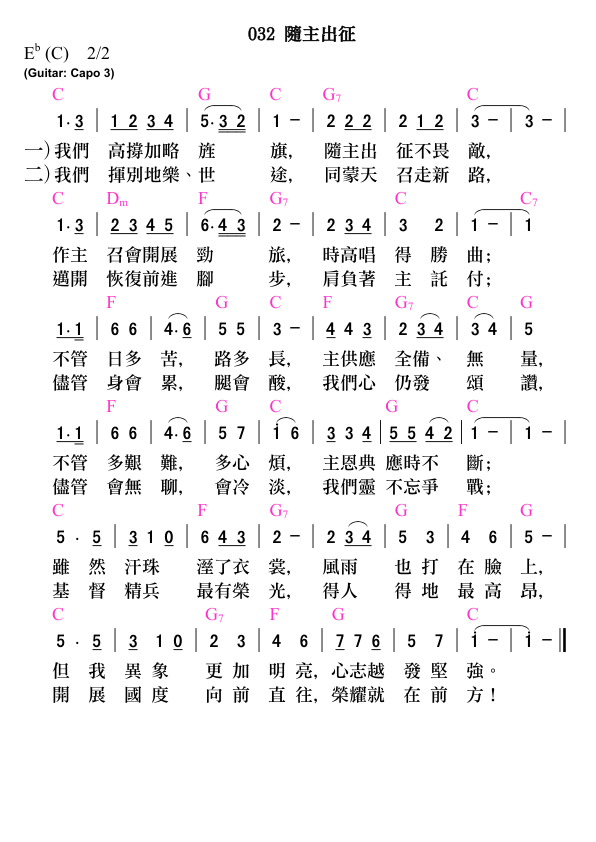 032 隨主出征
E♭ (C) 2/2
(Guitar: Capo 3)
C G C G7 C
1· 3 | 1 2 3 4 | 5· 3 2 | 1 － | 2 2 2 | 2 1 2 | 3 － | 3 － |
一)我們 高撐加略 旌 旗， 隨主出 征不畏 敵，
二)我們 揮別地樂、世 途， 同蒙天 召走新 路，
C Dm F G7 C C7
1· 3 | 2 3 4 5 | 6· 4 3 | 2 － | 2 3 4 | 3 2 | 1 － | 1
作主 召會開展 勁 旅， 時高唱 得 勝 曲；
邁開 恢復前進 腳 步， 肩負著 主 託 付；
F G C F G7 C G
1· 1 | 6 6 | 4· 6 | 5 5 | 3 － | 4 4 3 | 2 3 4 | 3 4 | 5
不管 日多 苦， 路多 長， 主供應 全備、 無 量，
儘管 身會 累， 腿會 酸， 我們心 仍發 頌 讚，
F G C G C
1· 1 | 6 6 | 4· 6 | 5 7 | i 6 | 3 3 4 | 5 5 4 2 | 1 － | 1 －
不管 多艱 難， 多心 煩， 主恩典 應時不 斷；
儘管 會無 聊， 會冷 淡， 我們靈 不忘爭 戰；
C F G7 G F G
5 · 5 | 3 1 0 | 6 4 3 | 2 － | 2 3 4 | 5 3 | 4 6 | 5 － |
雖 然 汗珠 溼了衣 裳， 風雨 也 打 在 臉 上，
基 督 精兵 最有榮 光， 得人 得 地 最 高 昂，
C G7 F G C
5 · 5 | 3 1 0 | 2 3 | 4 6 | 7 7 6 | 5 7 | i － | i － ‖
但 我 異 象 更 加 明 亮，心志越 發 堅 強。
開 展 國 度 向 前 直 往，榮耀就 在 前 方！